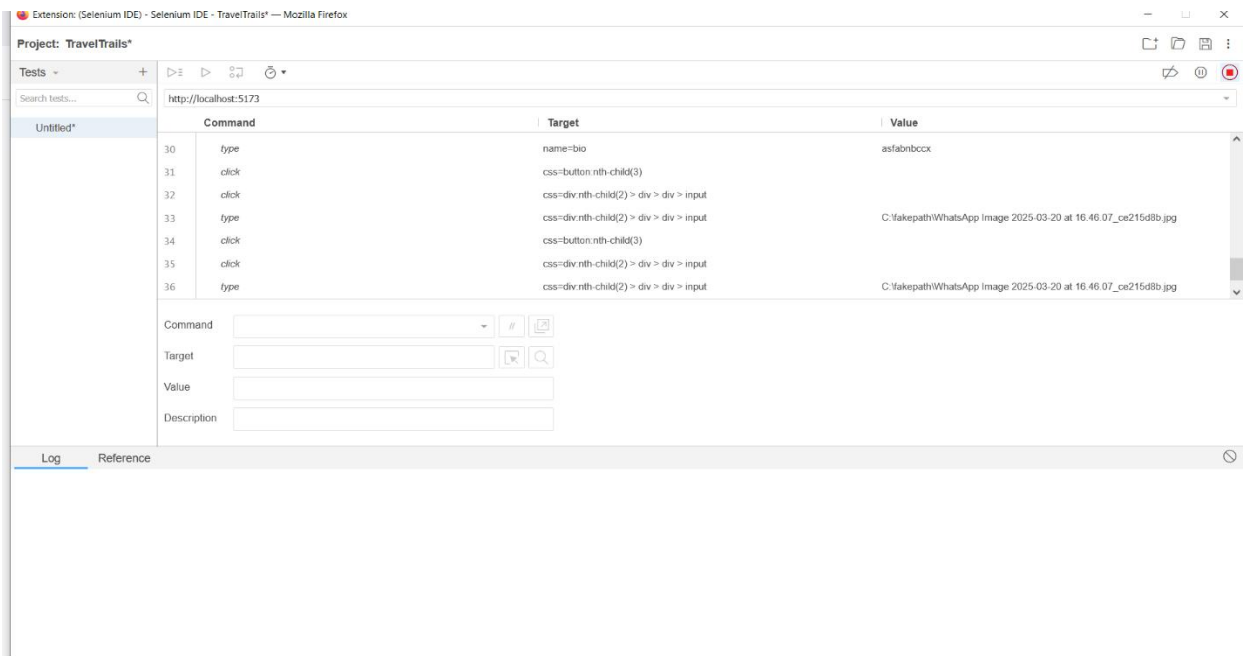 Extension: (Selenium IDE) - Selenium IDE - TravelTrails* — Mozilla Firefox
Project: TravelTrails*
Tests
Search tests...
http://localhost:5173
Untitled*
Command Target Value
30 type name=bio asfabnbccx
31 click css=button:nth-child(3)
32 click css=div:nth-child(2) > div > div > input
33 type css=div:nth-child(2) > div > div > input C:\fakepath\WhatsApp Image 2025-03-20 at 16.46.07_ce215d8b.jpg
34 click css=button:nth-child(3)
35 click css=div:nth-child(2) > div > div > input
36 type css=div:nth-child(2) > div > div > input C:\fakepath\WhatsApp Image 2025-03-20 at 16.46.07_ce215d8b.jpg
Command //
Target
Value
Description
Log Reference